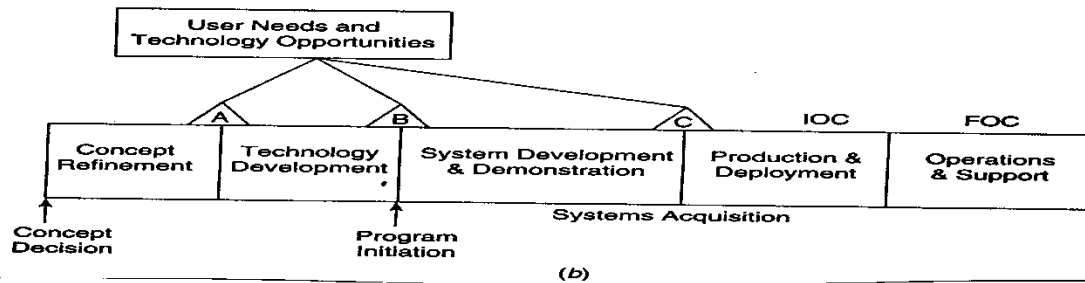 User Needs and
Technology Opportunities
A
B
C
IOC
FOC
Concept
Refinement
Technology
Development
System Development
& Demonstration
Production &
Deployment
Operations
& Support
Systems Acquisition
Concept
Decision
Program
Initiation
(b)